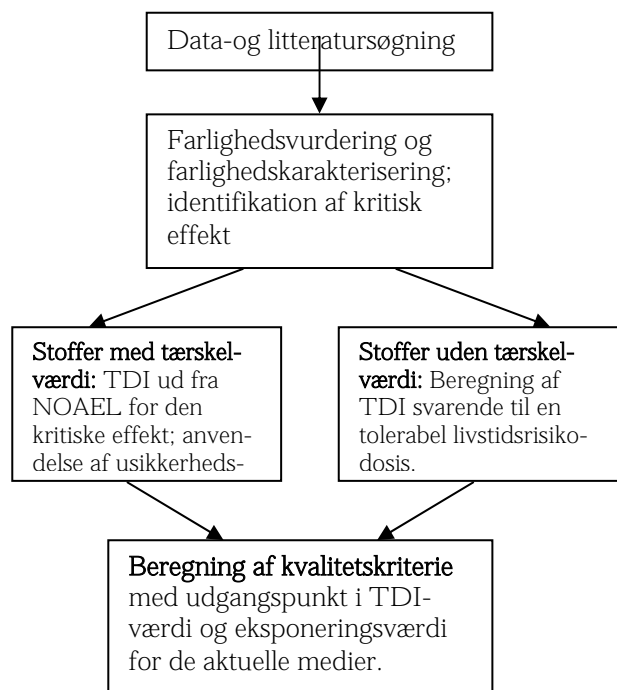 Data-og litteratursøgning
Farlighedsvurdering og
farlighedskarakterisering;
identifikation af kritisk
effekt
Stoffer med tærskel-
værdi: TDI ud fra
NOAEL for den
kritiske effekt; anven-
delse af usikkerheds-
Stoffer uden tærskel-
værdi: Beregning af
TDI svarende til en
tolerabel livstidsrisiko-
dosis.
Beregning af kvalitetskriterie
med udgangspunkt i TDI-
værdi og eksponeringsværdi
for de aktuelle medier.